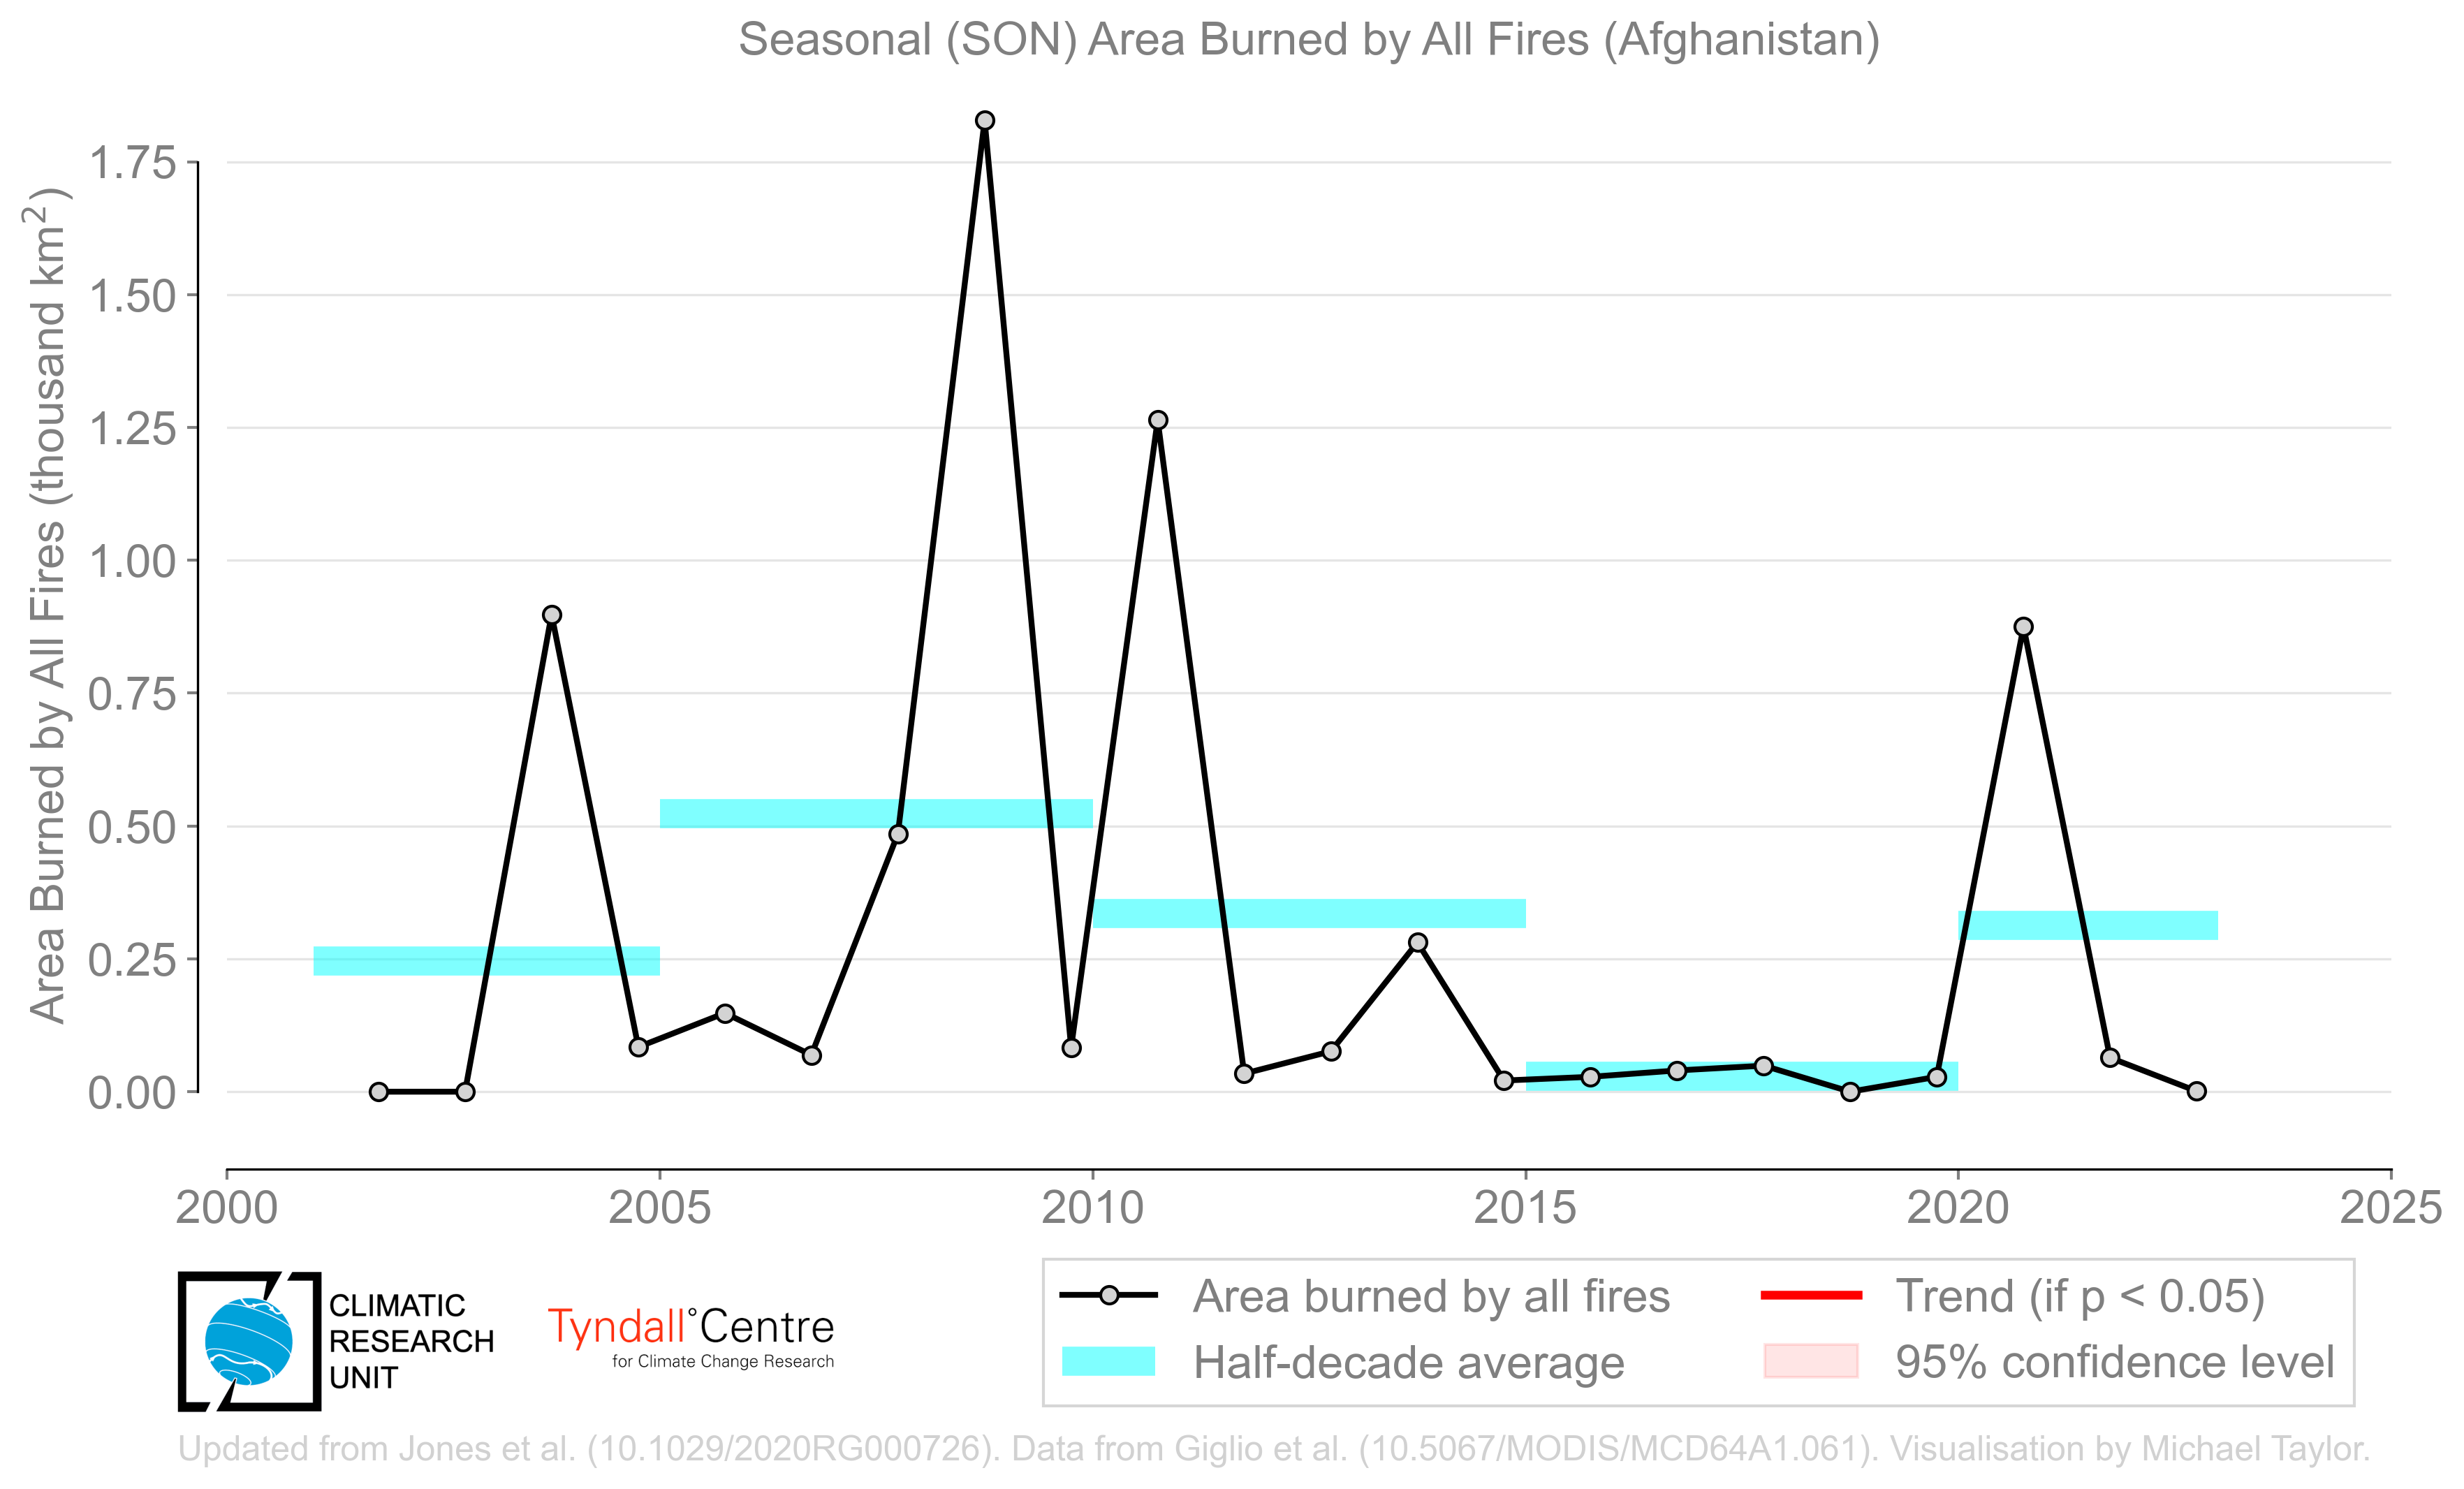 Seasonal (SON) Area Burned by All Fires (Afghanistan)
Area Burned by All Fires (thousand km²)
1.75
1.50
1.25
1.00
0.75
0.50
0.25
0.00
2000 2005 2010 2015 2020 2025
CLIMATIC
RESEARCH
UNIT
Tyndall°Centre
for Climate Change Research
Area burned by all fires
Half-decade average
Trend (if p < 0.05)
95% confidence level
Updated from Jones et al. (10.1029/2020RG000726). Data from Giglio et al. (10.5067/MODIS/MCD64A1.061). Visualisation by Michael Taylor.